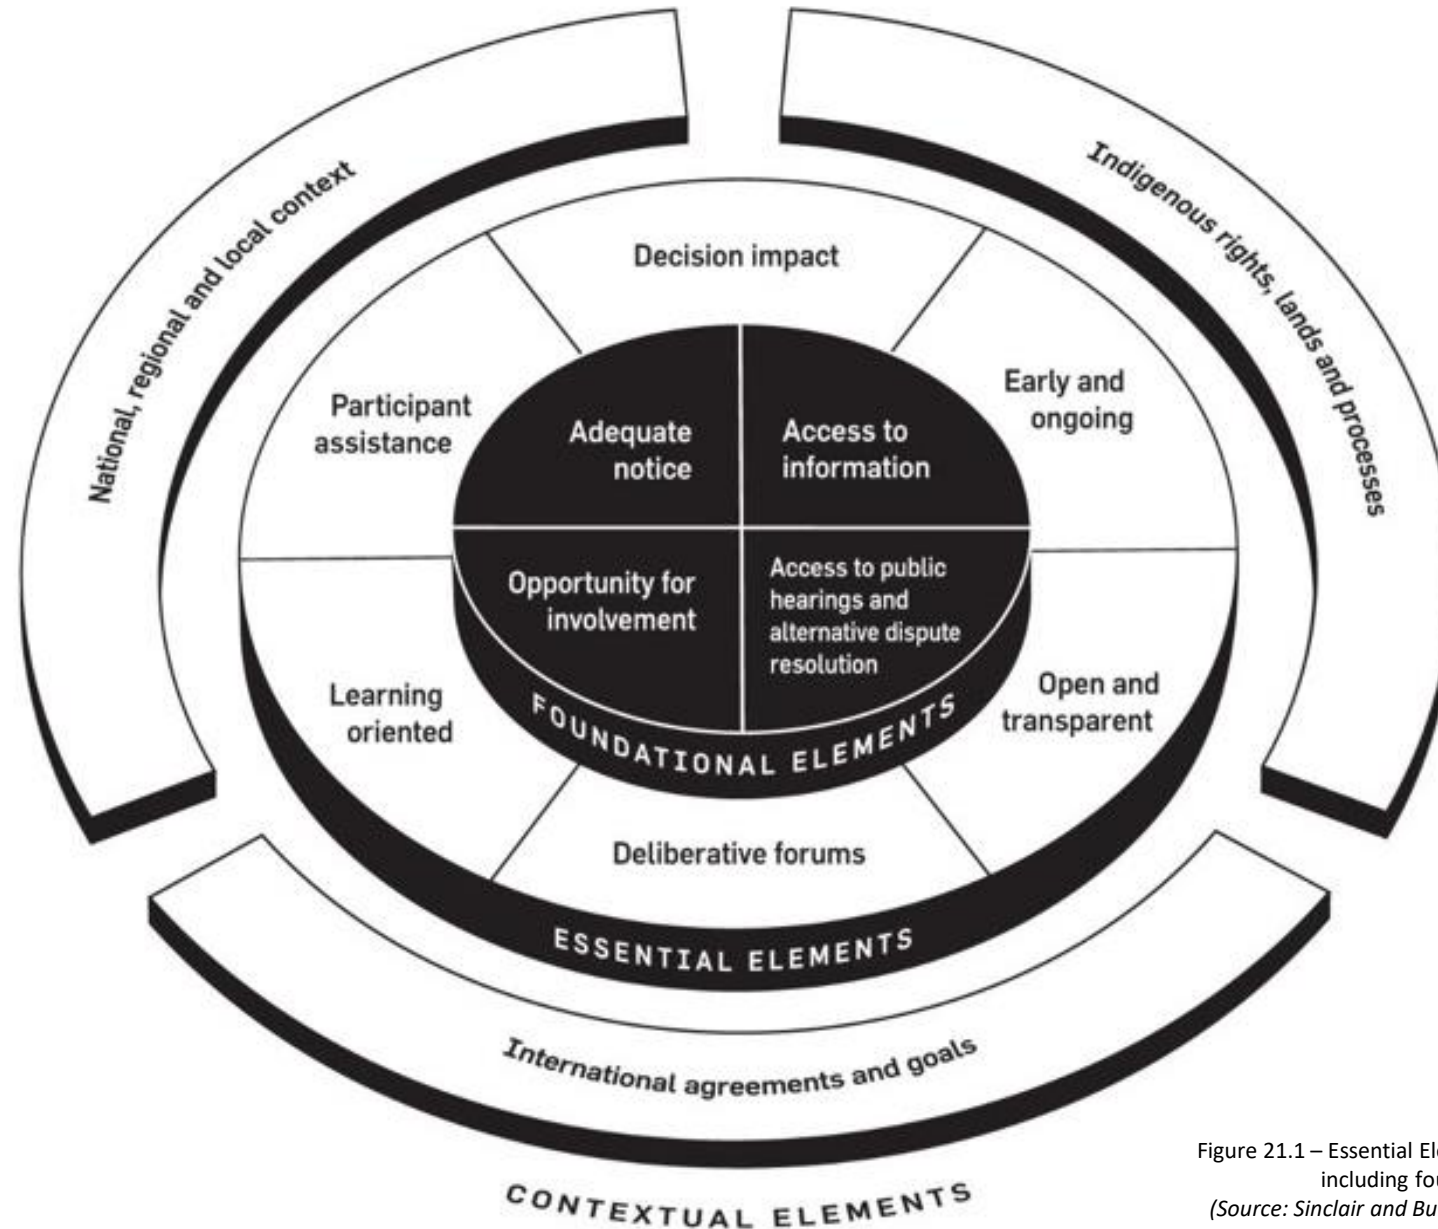 National, regional and local context
Indigenous rights, lands and processes
Decision impact
Participant
assistance
Early and
ongoing
Adequate
notice
Access to
information
Opportunity for
involvement
Access to public
hearings and
alternative dispute
resolution
Learning
oriented
Open and
transparent
FOUNDATIONAL ELEMENTS
Deliberative forums
ESSENTIAL ELEMENTS
International agreements and goals
CONTEXTUAL ELEMENTS
Figure 21.1 – Essential
including
(Source: Sinclair and